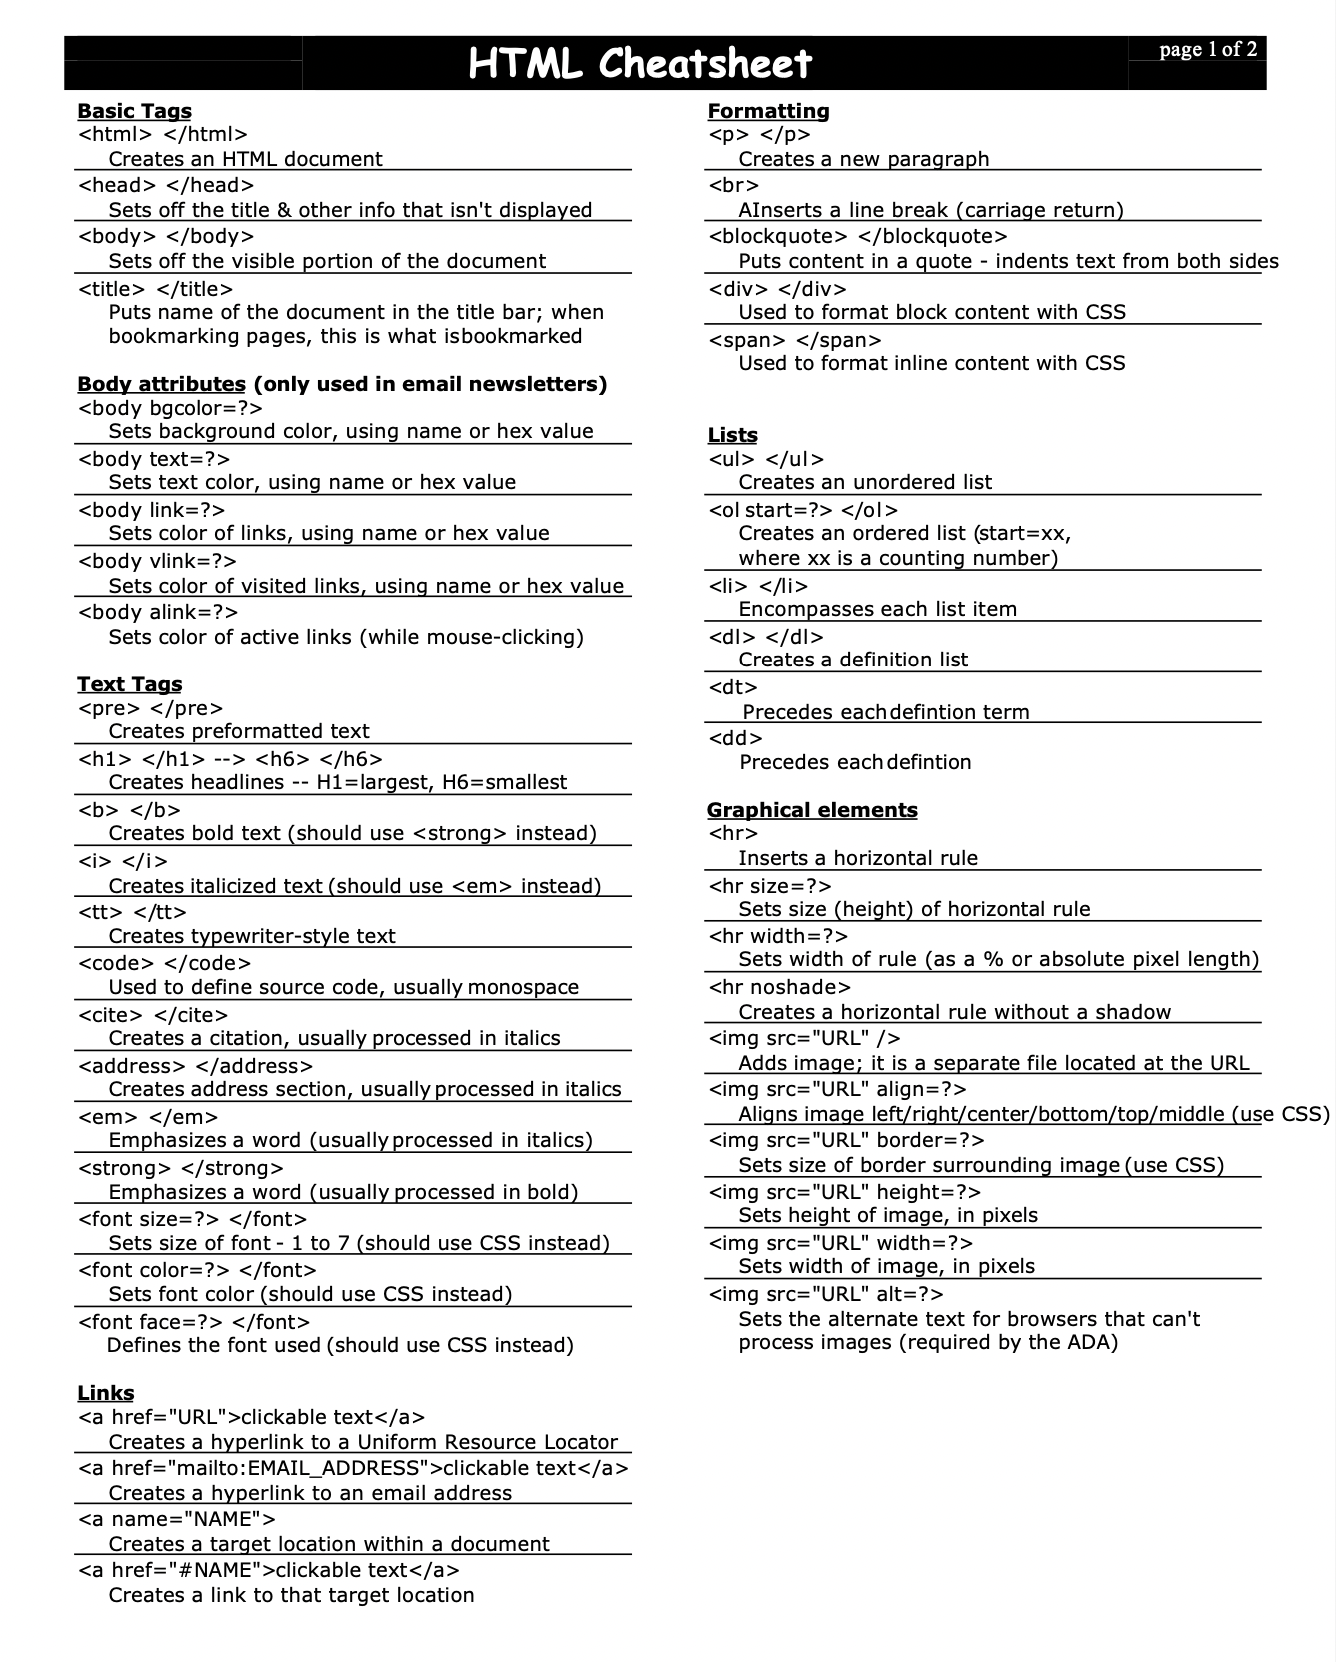 HTML Cheatsheet
page 1 of 2
Basic Tags
<html> </html>
Creates an HTML document
<head> </head>
Sets off the title & other info that isn't displayed
<body> </body>
Sets off the visible portion of the document
<title> </title>
Puts name of the document in the title bar; when
bookmarking pages, this is what is bookmarked
Body attributes (only used in email newsletters)
<body bgcolor=?>
Sets background color, using name or hex value
<body text=?>
Sets text color, using name or hex value
<body link=?>
Sets color of links, using name or hex value
<body vlink=?>
Sets color of visited links, using name or hex value
<body alink=?>
Sets color of active links (while mouse-clicking)
Text Tags
<pre> </pre>
Creates preformatted text
<h1> </h1> --> <h6> </h6>
Creates headlines -- H1=largest, H6=smallest
<b> </b>
Creates bold text (should use <strong> instead)
<i> </i>
Creates italicized text (should use <em> instead)
<tt> </tt>
Creates typewriter-style text
<code> </code>
Used to define source code, usually monospace
<cite> </cite>
Creates a citation, usually processed in italics
<address> </address>
Creates address section, usually processed in italics
<em> </em>
Emphasizes a word (usually processed in italics)
<strong> </strong>
Emphasizes a word (usually processed in bold)
<font size=?> </font>
Sets size of font - 1 to 7 (should use CSS instead)
<font color=?> </font>
Sets font color (should use CSS instead)
<font face=?> </font>
Defines the font used (should use CSS instead)
Links
<a href="URL">clickable text</a>
Creates a hyperlink to a Uniform Resource Locator
<a href="mailto:EMAIL_ADDRESS">clickable text</a>
Creates a hyperlink to an email address
<a name="NAME">
Creates a target location within a document
<a href="#NAME">clickable text</a>
Creates a link to that target location
Formatting
<p> </p>
Creates a new paragraph
<br>
AInserts a line break (carriage return)
<blockquote> </blockquote>
Puts content in a quote - indents text from both sides
<div> </div>
Used to format block content with CSS
<span> </span>
Used to format inline content with CSS
Lists
<ul> </ul>
Creates an unordered list
<ol start=?> </ol>
Creates an ordered list (start=xx,
where xx is a counting number)
<li> </li>
Encompasses each list item
<dl> </dl>
Creates a definition list
<dt>
Precedes each defintion term
<dd>
Precedes each defintion
Graphical elements
<hr>
Inserts a horizontal rule
<hr size=?>
Sets size (height) of horizontal rule
<hr width=?>
Sets width of rule (as a % or absolute pixel length)
<hr noshade>
Creates a horizontal rule without a shadow
<img src="URL" />
Adds image; it is a separate file located at the URL
<img src="URL" align=?>
Aligns image left/right/center/bottom/top/middle (use CSS)
<img src="URL" border=?>
Sets size of border surrounding image (use CSS)
<img src="URL" height=?>
Sets height of image, in pixels
<img src="URL" width=?>
Sets width of image, in pixels
<img src="URL" alt=?>
Sets the alternate text for browsers that can't
process images (required by the ADA)